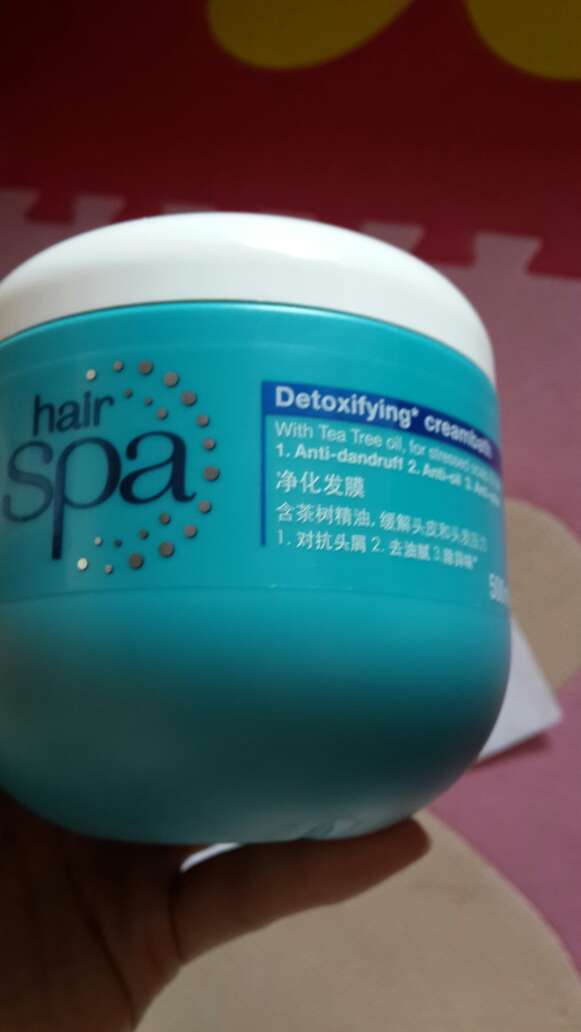 hair
spa
Detoxifying* creambath
With Tea Tree oil, for stressed
1. Anti-dandruff 2. Anti-oil 3.
净化发膜
含茶树精油,缓解头皮和头发压力
1. 对抗头屑 2. 去油腻 3.